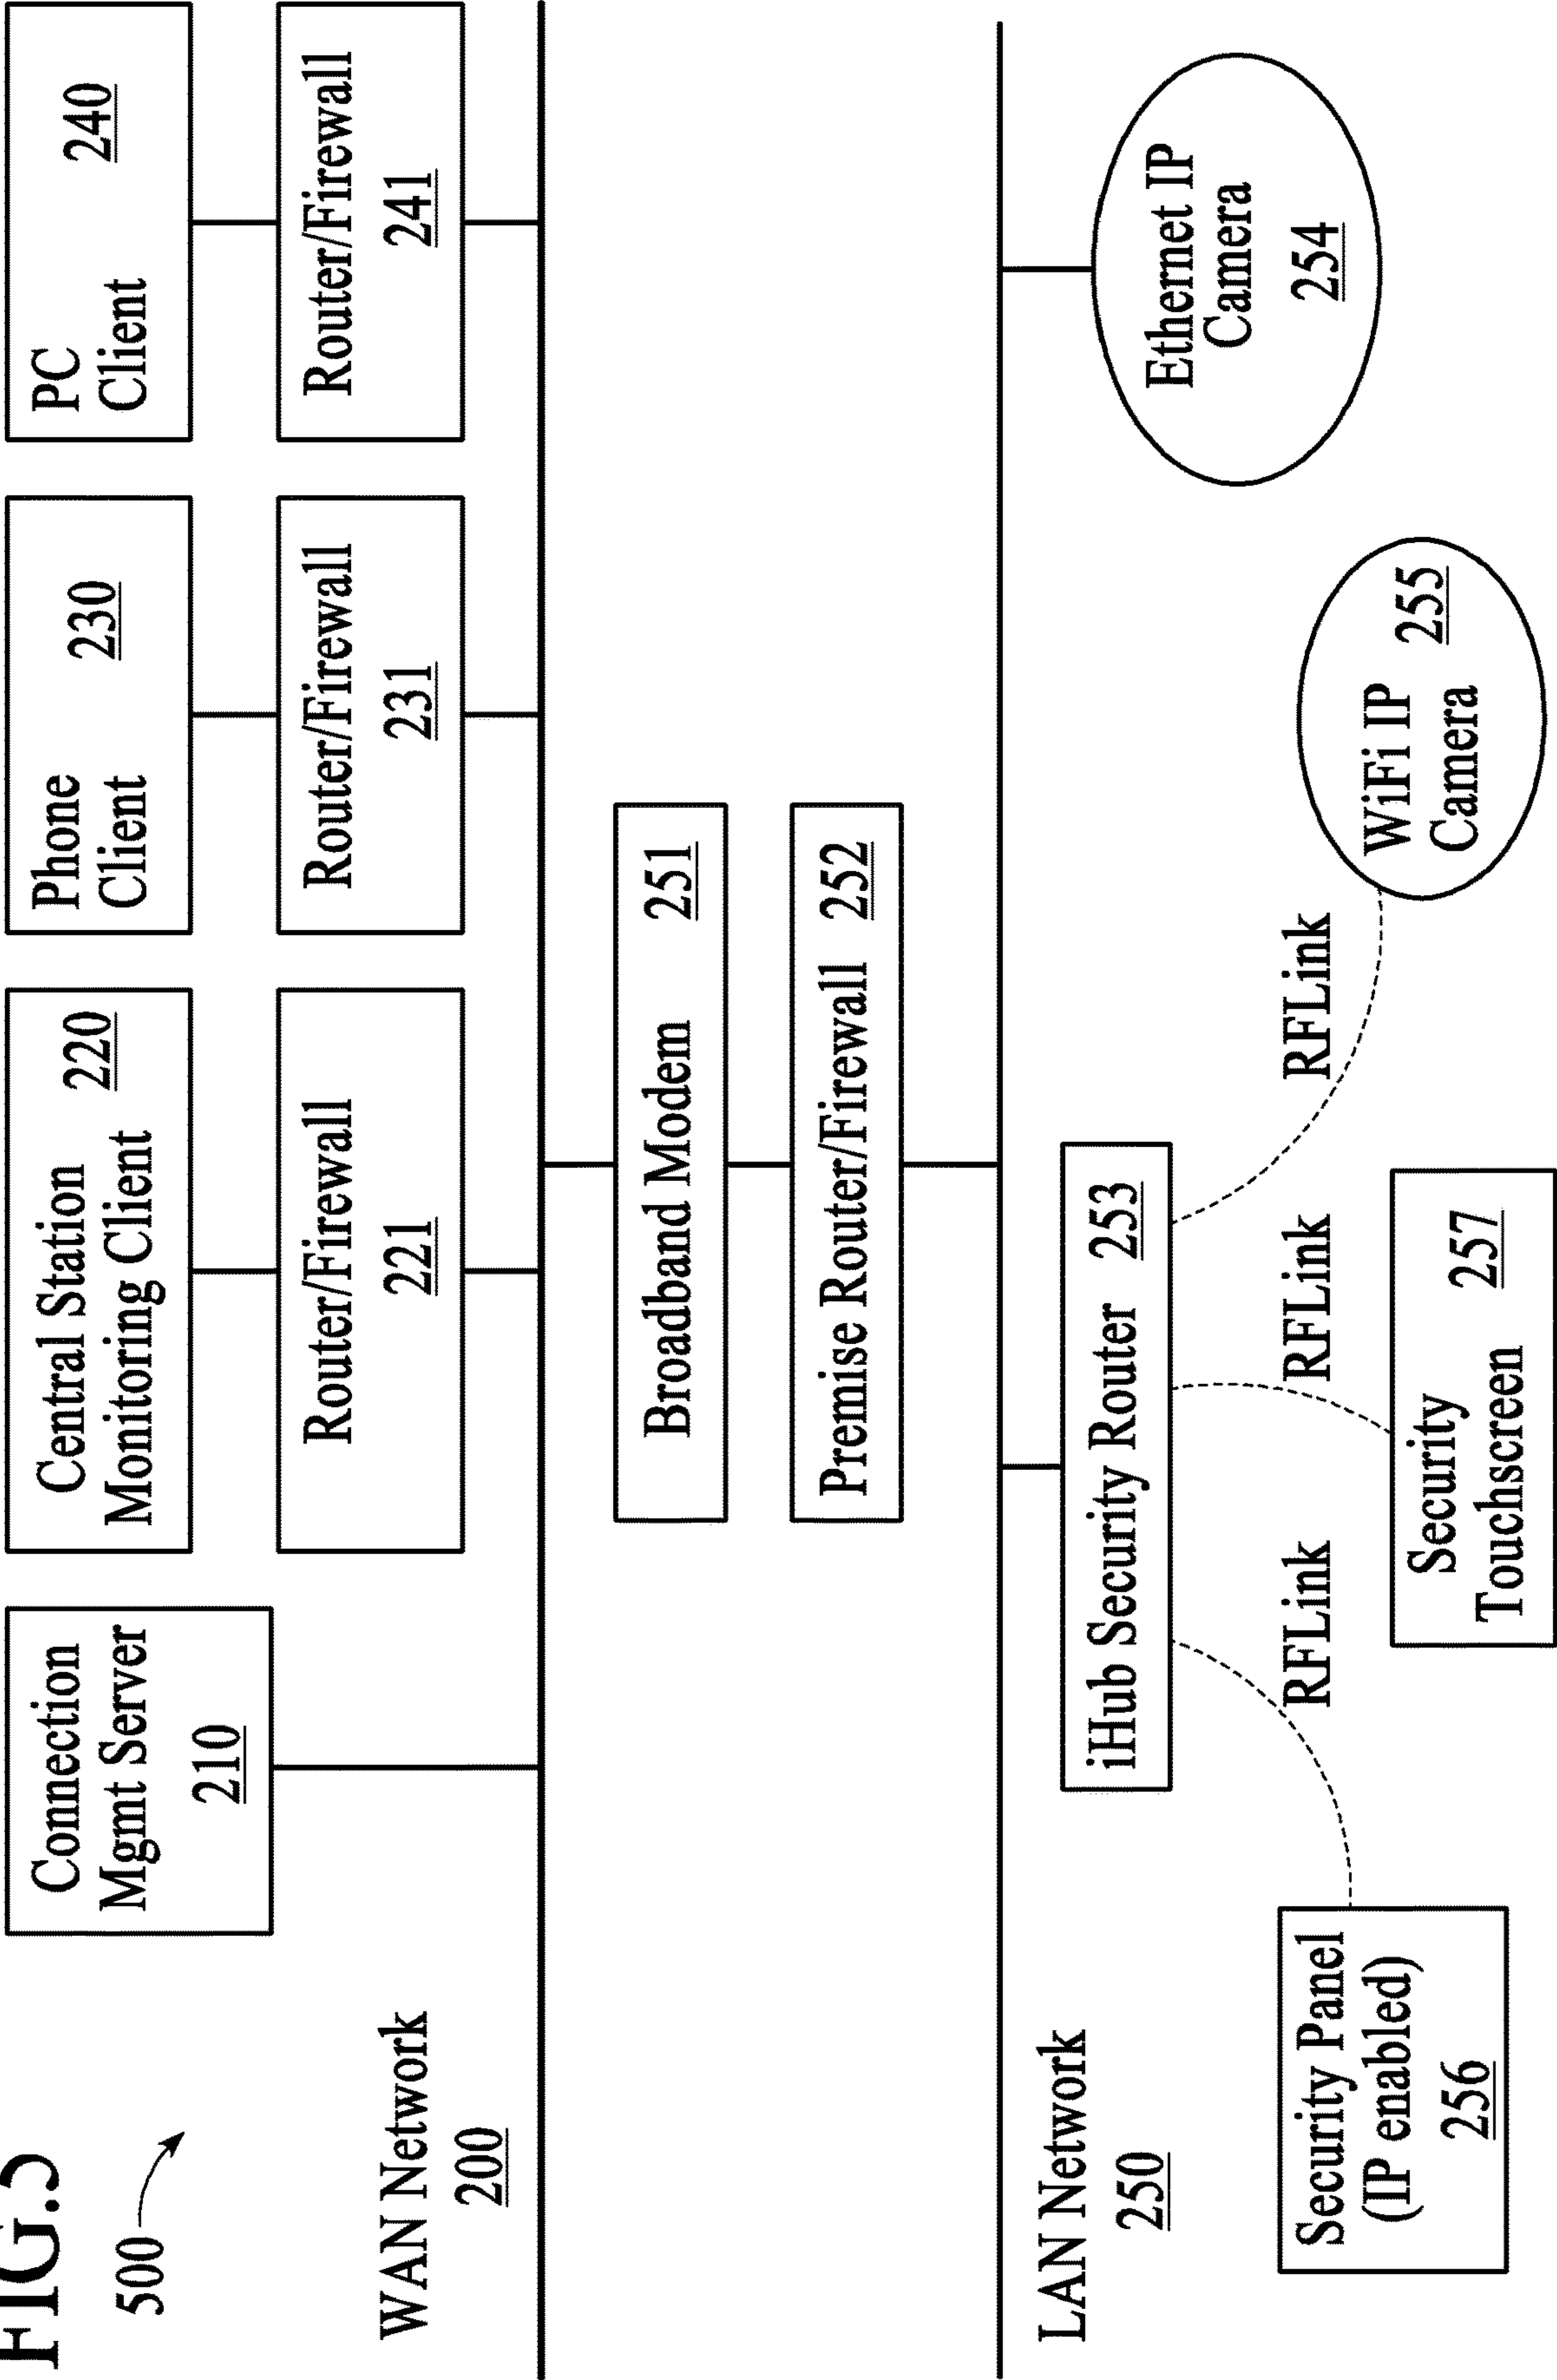 FIG.5
500
Connection
Mgmt Server
210
Central Station
220
Monitoring Client
Phone
Client
230
PC
Client
240
Router/Firewall
221
Router/Firewall
231
Router/Firewall
241
WAN Network
200
Broadband Modem 251
Premise Router/Firewall 252
LAN Network
250
iHub Security Router 253
Ethernet IP
Camera
254
RFLink
RFLink
RFLink
Security Panel
(IP enabled)
256
Security
Touchscreen
257
WiFi IP
Camera
255